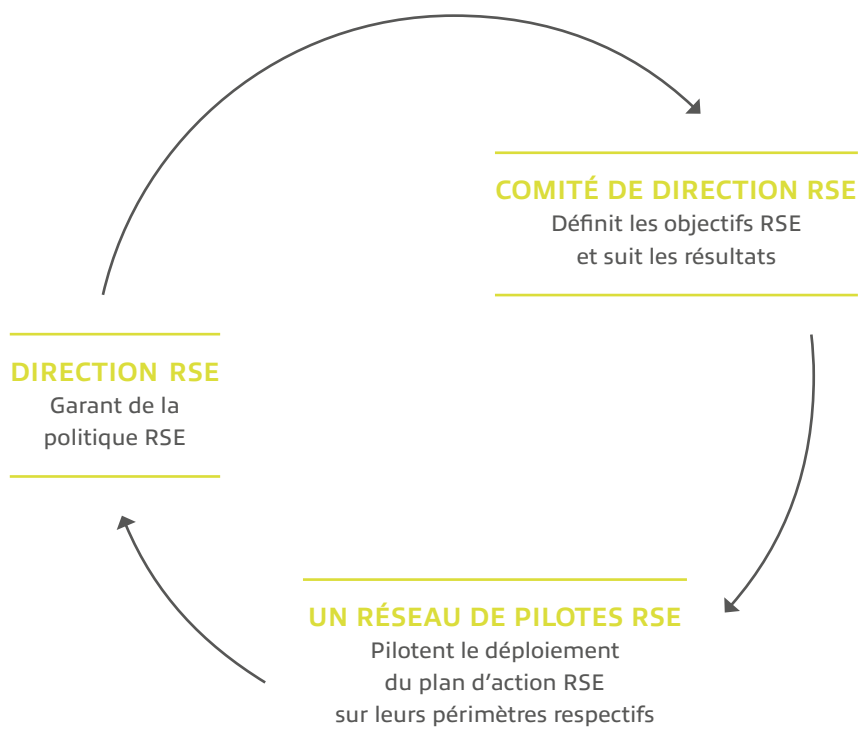 COMITÉ DE DIRECTION RSE
Définit les objectifs RSE
et suit les résultats
DIRECTION RSE
Garant de la
politique RSE
UN RÉSEAU DE PILOTES RSE
Pilotent le déploiement
du plan d’action RSE
sur leurs périmètres respectifs